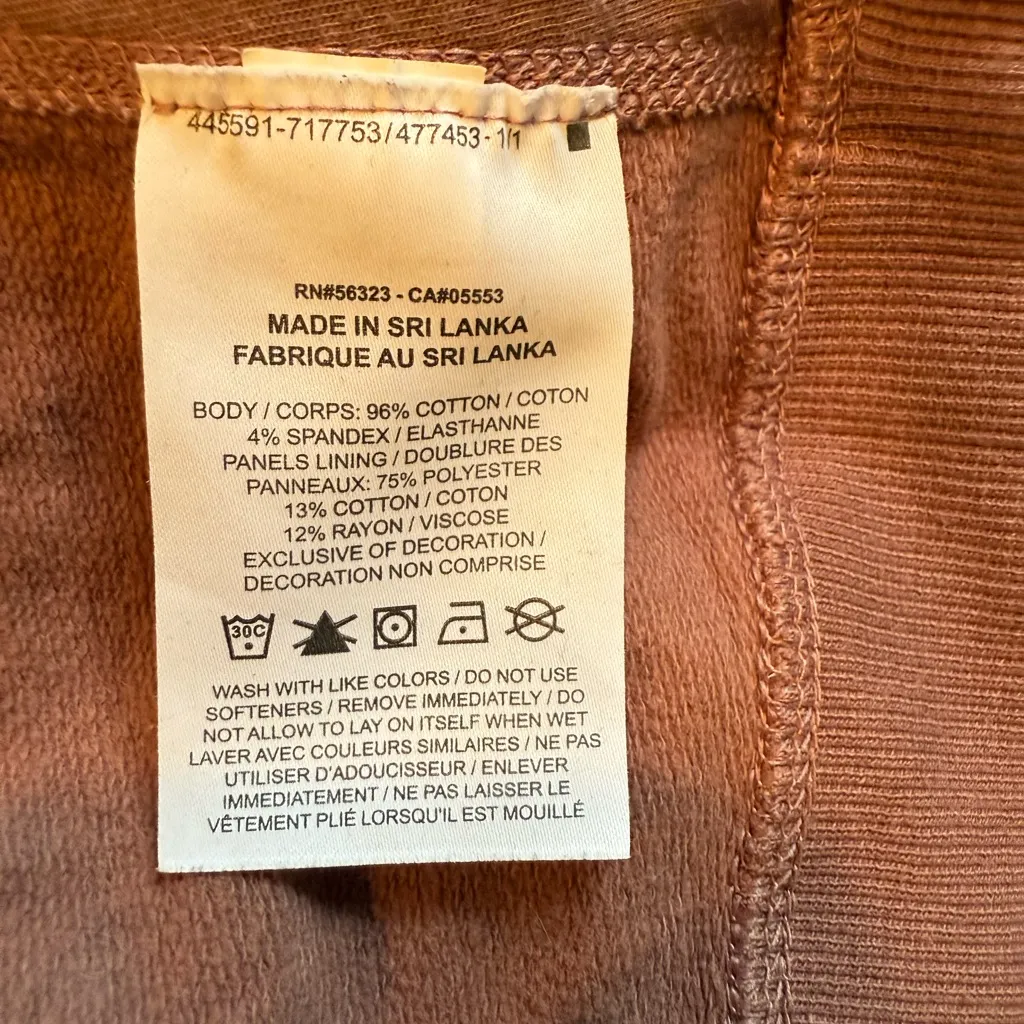 445591-717753/477453-1/1
RN#56323 - CA#05553
MADE IN SRI LANKA
FABRIQUE AU SRI LANKA
BODY / CORPS: 96% COTTON / COTON
4% SPANDEX / ELASTHANNE
PANELS LINING / DOUBLURE DES
PANNEAUX: 75% POLYESTER
13% COTTON / COTON
12% RAYON / VISCOSE
EXCLUSIVE OF DECORATION /
DECORATION NON COMPRISE
30C
WASH WITH LIKE COLORS / DO NOT USE
SOFTENERS / REMOVE IMMEDIATELY / DO
NOT ALLOW TO LAY ON ITSELF WHEN WET
LAVER AVEC COULEURS SIMILAIRES / NE PAS
UTILISER D'ADOUCISSEUR / ENLEVER
IMMEDIATEMENT / NE PAS LAISSER LE
VÊTEMENT PLIÉ LORSQU'IL EST MOUILLÉ